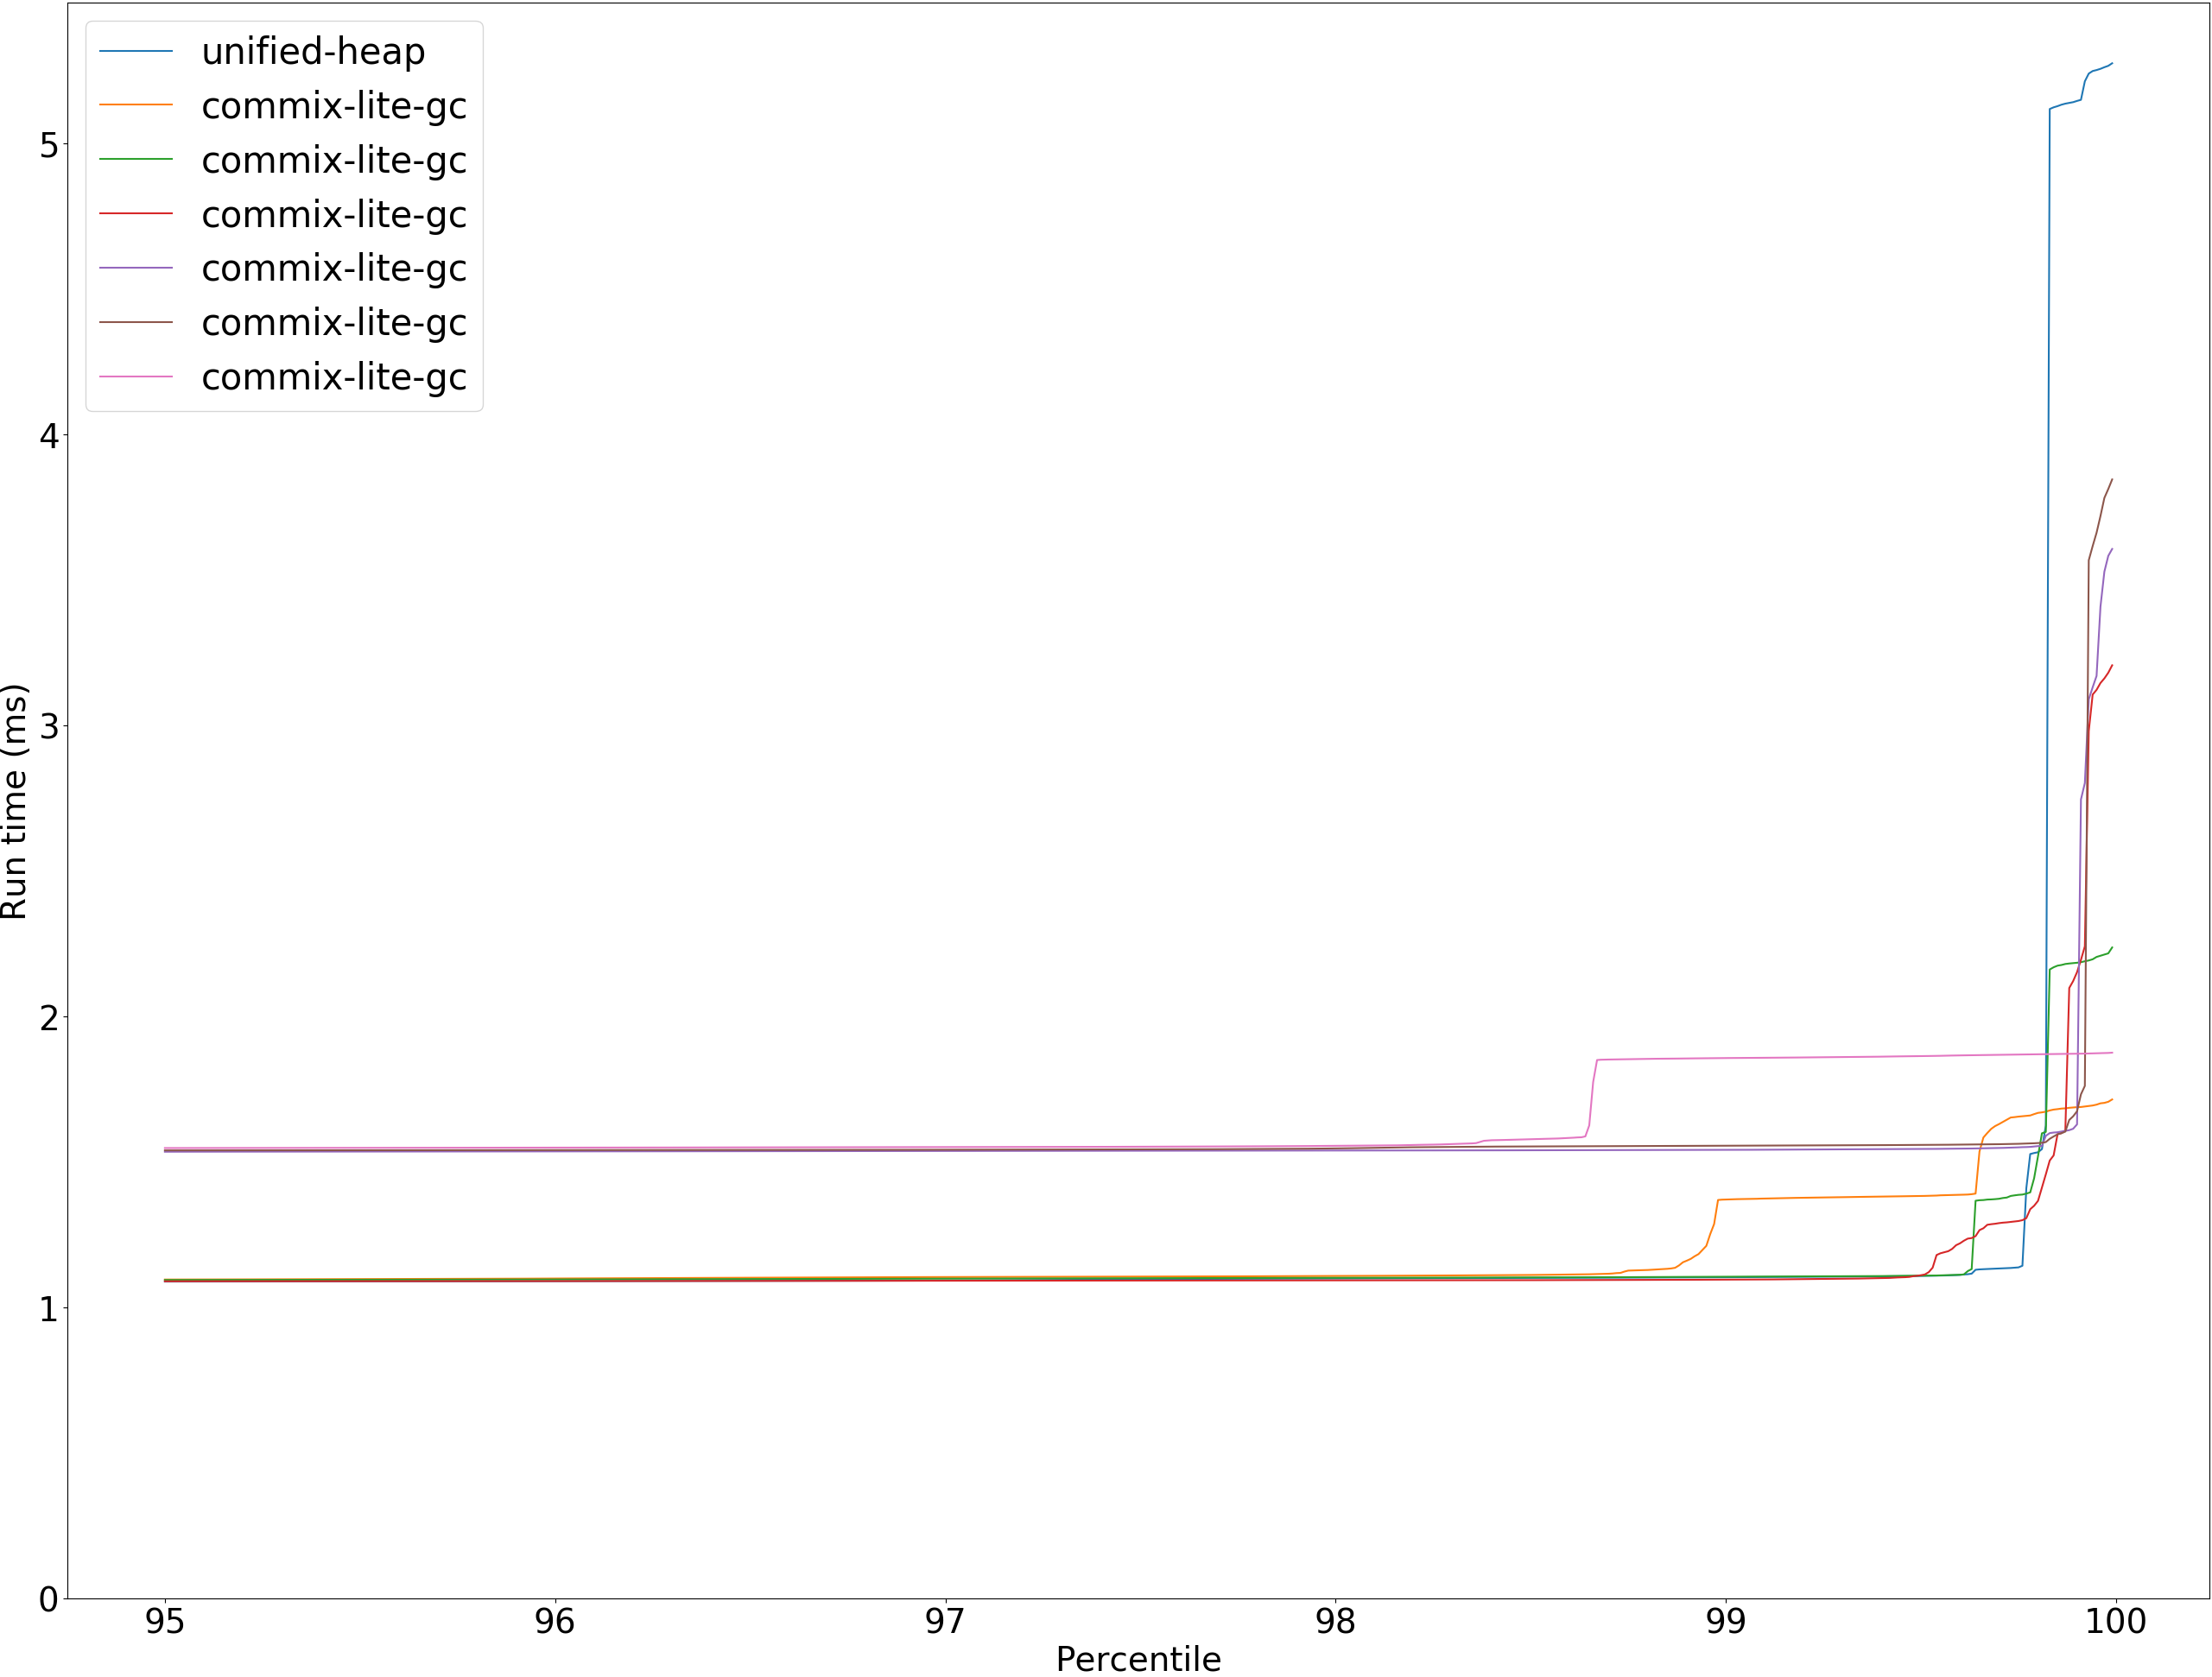 unified-heap
commix-lite-gc
commix-lite-gc
commix-lite-gc
commix-lite-gc
commix-lite-gc
commix-lite-gc
5
4
3
2
1
0
Run time (ms)
95 96 97 98 99 100
Percentile